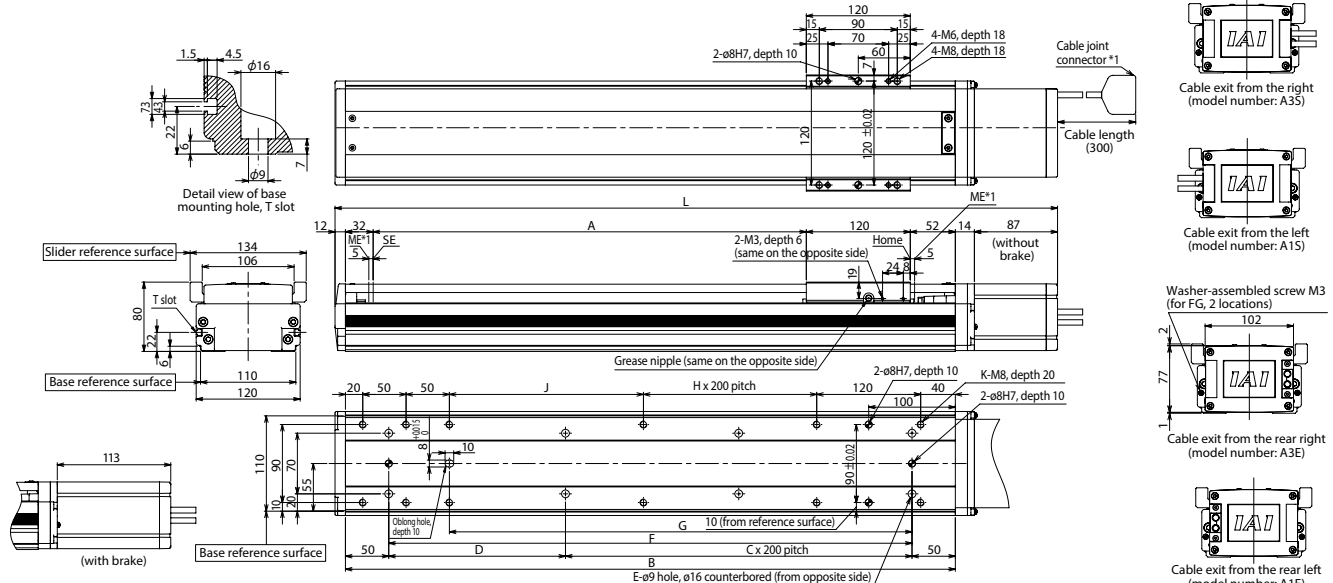 120
15
90
15
25
70
25
60
7
4-M6, depth 18
4-M8, depth 18
2-ø8H7, depth 10
Cable joint
connector *1
Cable length
(300)
120
120 ±0.02
1.5
4.5
ø16
73
43
22
6
7
ø9
Detail view of base
mounting hole, T slot
IAI
Cable exit from the right
(model number: A3S)
IAI
Cable exit from the left
(model number: A1S)
L
ME*1
12
32
A
120
52
14
87
(without
brake)
ME*1
SE
5
2-M3, depth 6
(same on the opposite side)
Home
5
24
8
19
Grease nipple (same on the opposite side)
Slider reference surface
134
106
80
T slot
22
6
Base reference surface
110
120
Washer-assembled screw M3
(for FG, 2 locations)
102
2
77
1
IAI
Cable exit from the rear right
(model number: A3E)
20
50
50
J
H x 200 pitch
120
40
100
2-ø8H7, depth 10
K-M8, depth 20
2-ø8H7, depth 10
110
90
70
55
10
20
8 +0015 0
10
90 ±0.02
Oblong hole,
depth 10
10 (from reference surface)
G
F
Base reference surface
50
D
C x 200 pitch
50
B
E-ø9 hole, ø16 counterbored (from opposite side)
113
(with brake)
IAI
Cable exit from the rear left
(model number: A1E)